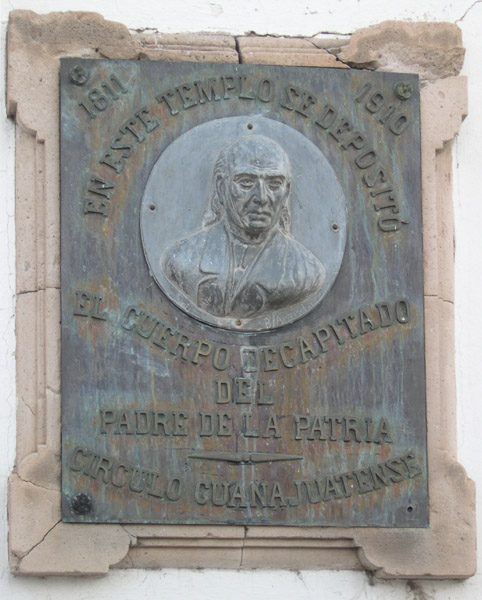 1811 1910
EN ESTE TEMPLO SE DEPOSITÓ
EL CUERPO DECAPITADO
DEL
PADRE DE LA PATRIA
CIRCULO GUANAJUATENSE